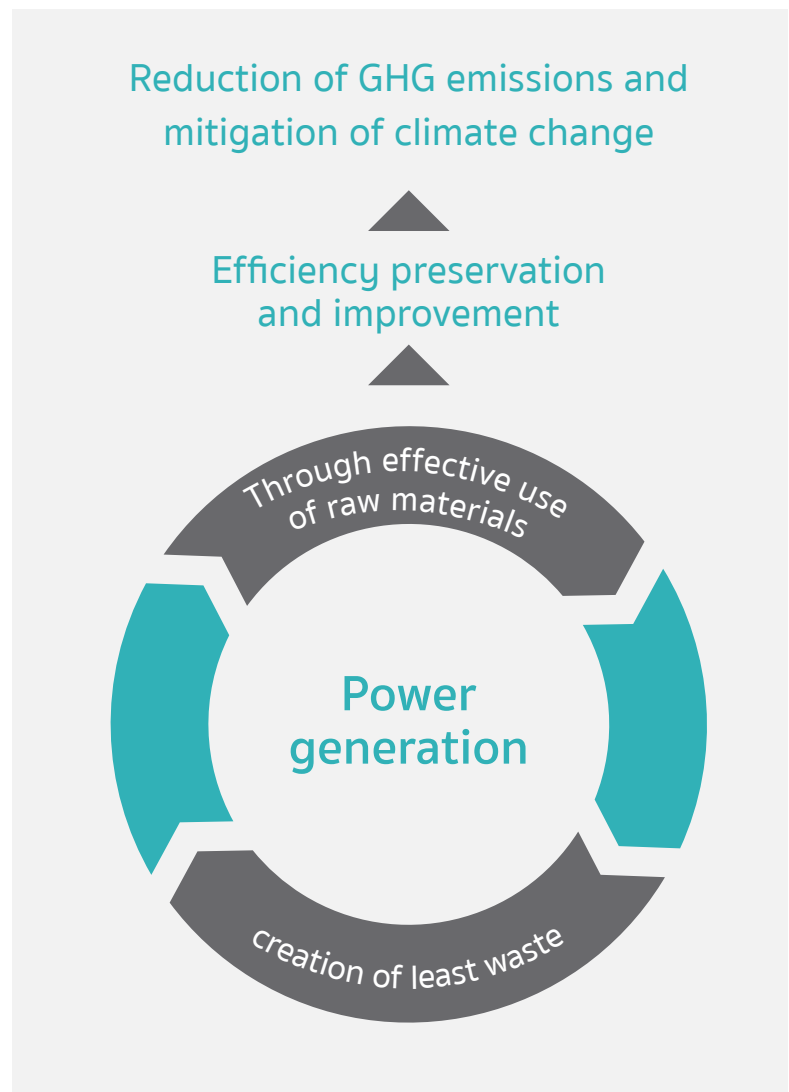 Reduction of GHG emissions and
mitigation of climate change
Efficiency preservation
and improvement
Through effective use
of raw materials
Power
generation
creation of least waste